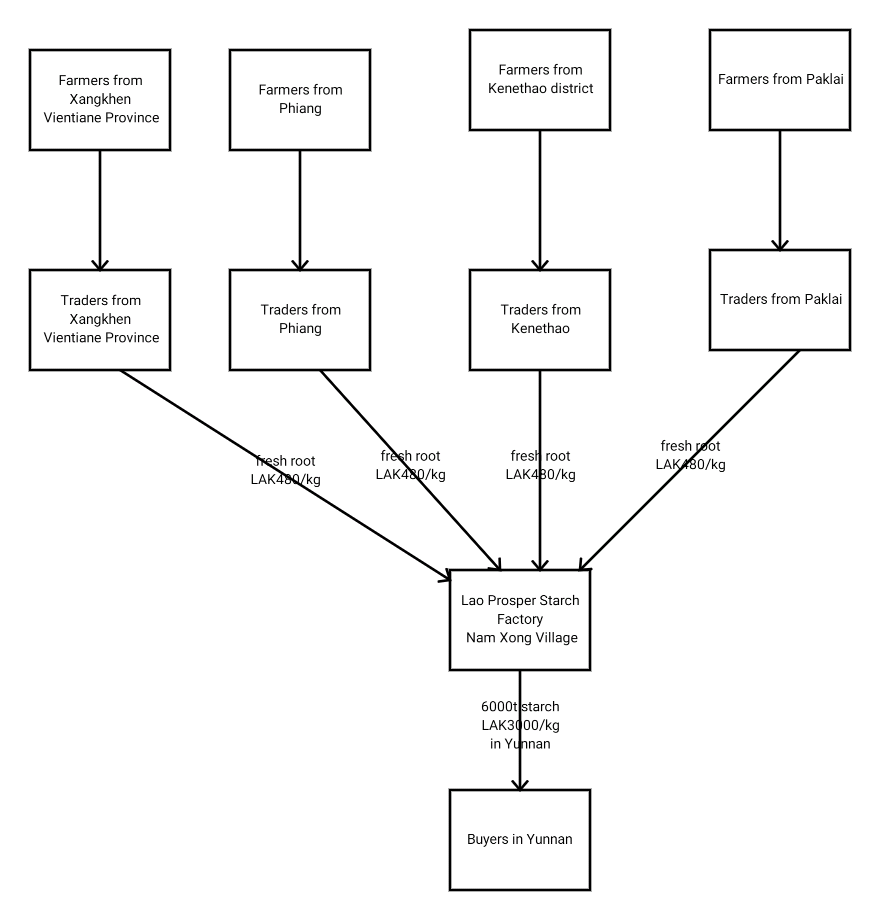 Farmers from
Xangkhen
Vientiane Province
Farmers from
Phiang
Farmers from
Kenethao district
Farmers from Paklai
Traders from
Xangkhen
Vientiane Province
Traders from
Phiang
Traders from
Kenethao
Traders from Paklai
fresh root
LAK480/kg
fresh root
LAK480/kg
fresh root
LAK480/kg
fresh root
LAK480/kg
Lao Prosper Starch
Factory
Nam Xong Village
6000t starch
LAK3000/kg
in Yunnan
Buyers in Yunnan